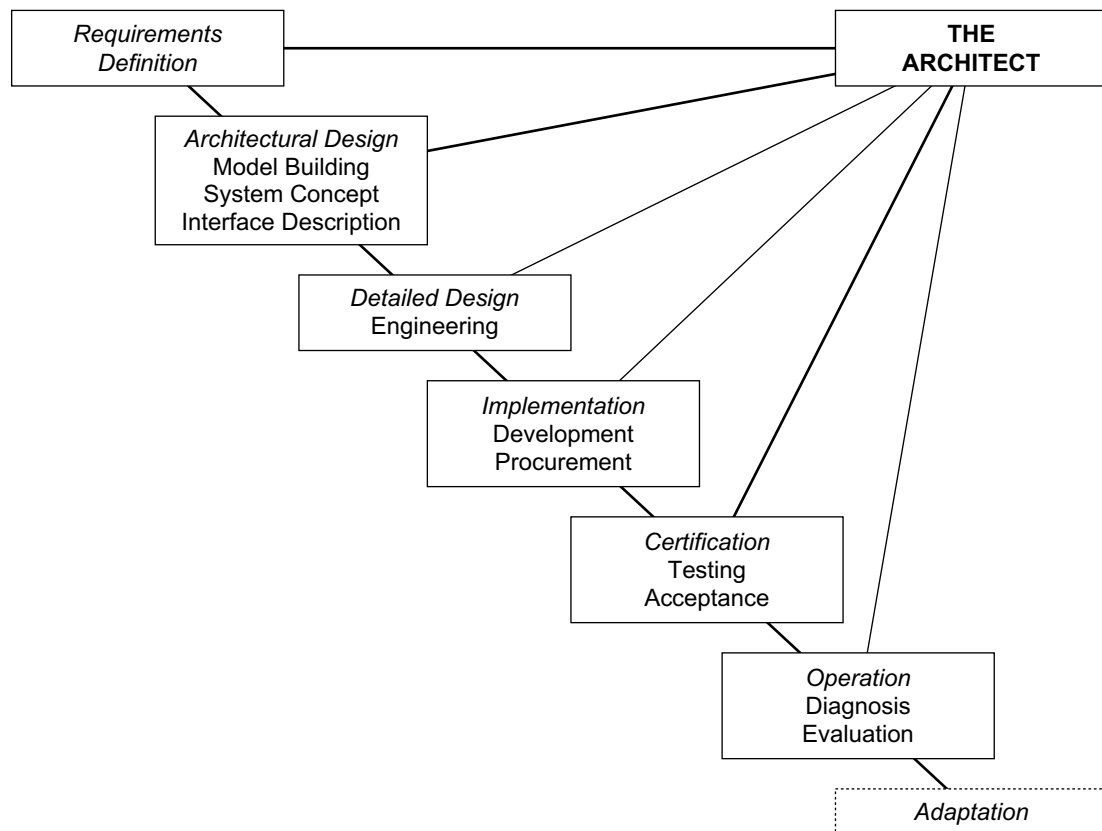 Requirements
Definition
THE
ARCHITECT
Architectural Design
Model Building
System Concept
Interface Description
Detailed Design
Engineering
Implementation
Development
Procurement
Certification
Testing
Acceptance
Operation
Diagnosis
Evaluation
Adaptation